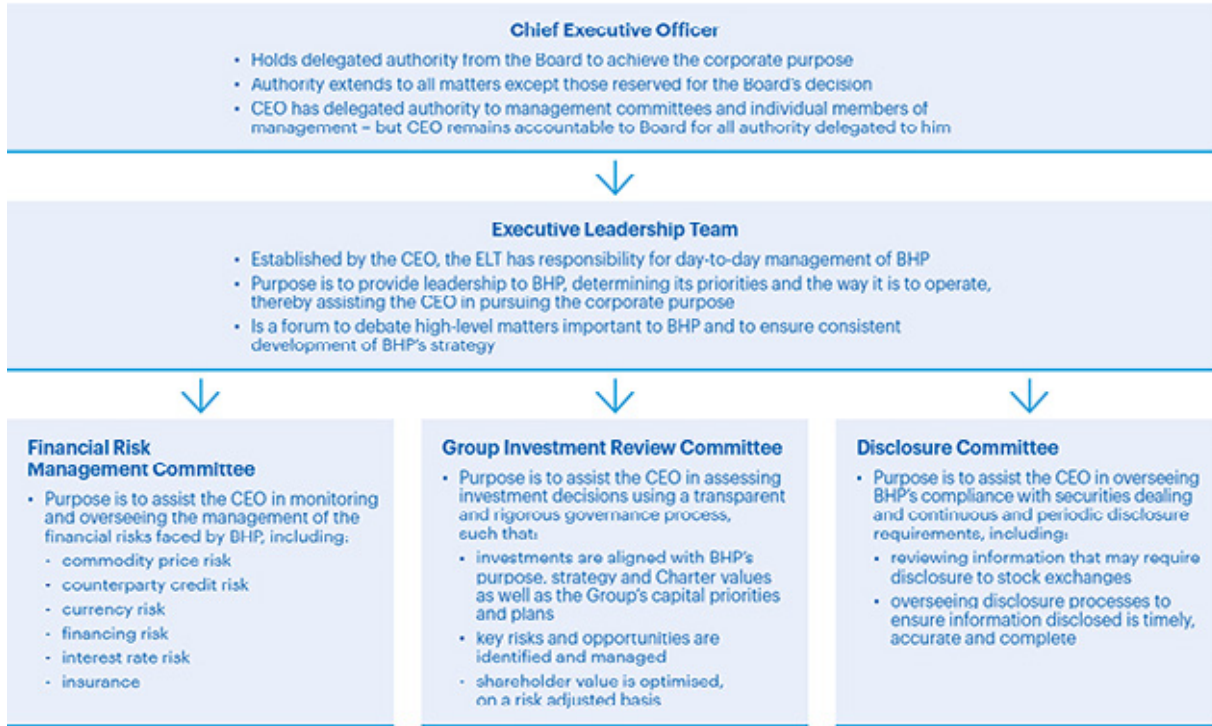 Chief Executive Officer
• Holds delegated authority from the Board to achieve the corporate purpose
• Authority extends to all matters except those reserved for the Board's decision
• CEO has delegated authority to management committees and individual members of
management – but CEO remains accountable to Board for all authority delegated to him
Executive Leadership Team
• Established by the CEO, the ELT has responsibility for day-to-day management of BHP
• Purpose is to provide leadership to BHP, determining its priorities and the way it is to operate,
thereby assisting the CEO in pursuing the corporate purpose
• Is a forum to debate high-level matters important to BHP and to ensure consistent
development of BHP's strategy
Financial Risk
Management Committee
• Purpose is to assist the CEO in monitoring
and overseeing the management of the
financial risks faced by BHP, including:
- commodity price risk
- counterparty credit risk
- currency risk
- financing risk
- interest rate risk
- insurance
Group Investment Review Committee
• Purpose is to assist the CEO in assessing
investment decisions using a transparent
and rigorous governance process,
such that:
• investments are aligned with BHP's
purpose, strategy and Charter values
as well as the Group's capital priorities
and plans
• key risks and opportunities are
identified and managed
- shareholder value is optimised,
on a risk adjusted basis
Disclosure Committee
• Purpose is to assist the CEO in overseeing
BHP's compliance with securities dealing
and continuous and periodic disclosure
requirements, including:
• reviewing information that may require
disclosure to stock exchanges
• overseeing disclosure processes to
ensure information disclosed is timely,
accurate and complete